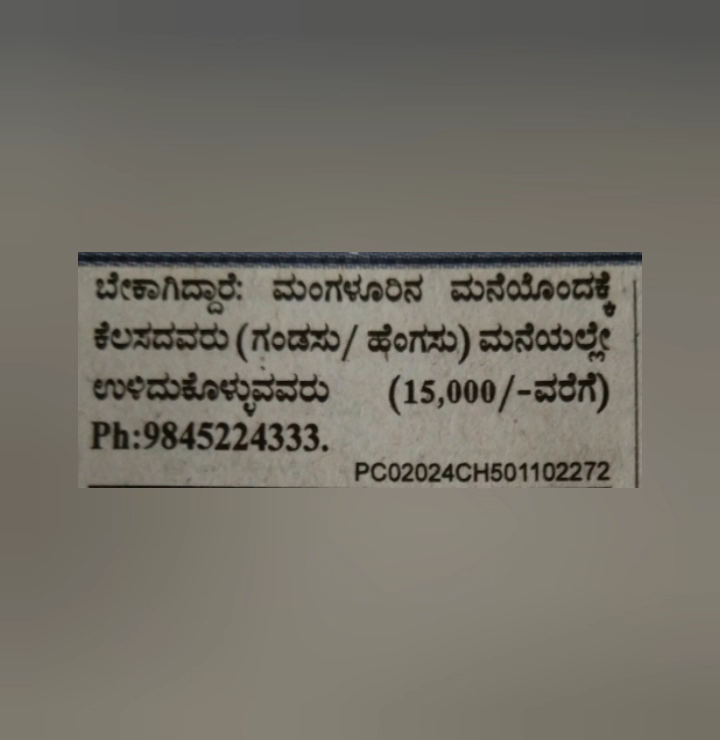 ಬೇಕಾಗಿದ್ದಾರೆ: ಮಂಗಳೂರಿನ ಮನೆಯೊಂದಕ್ಕೆ
ಕೆಲಸದವರು (ಗಂಡಸು/ ಹೆಂಗಸು) ಮನೆಯಲ್ಲೇ
ಉಳಿದುಕೊಳ್ಳುವವರು (15,000/-ವರೆಗೆ)
Ph:9845224333.
PC02024CH501102272